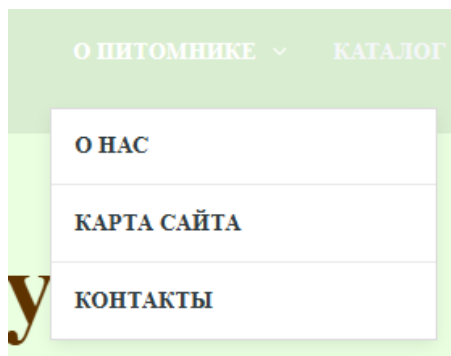 О ПИТОМНИКЕ КАТАЛОГ
О НАС
КАРТА САЙТА
КОНТАКТЫ
у